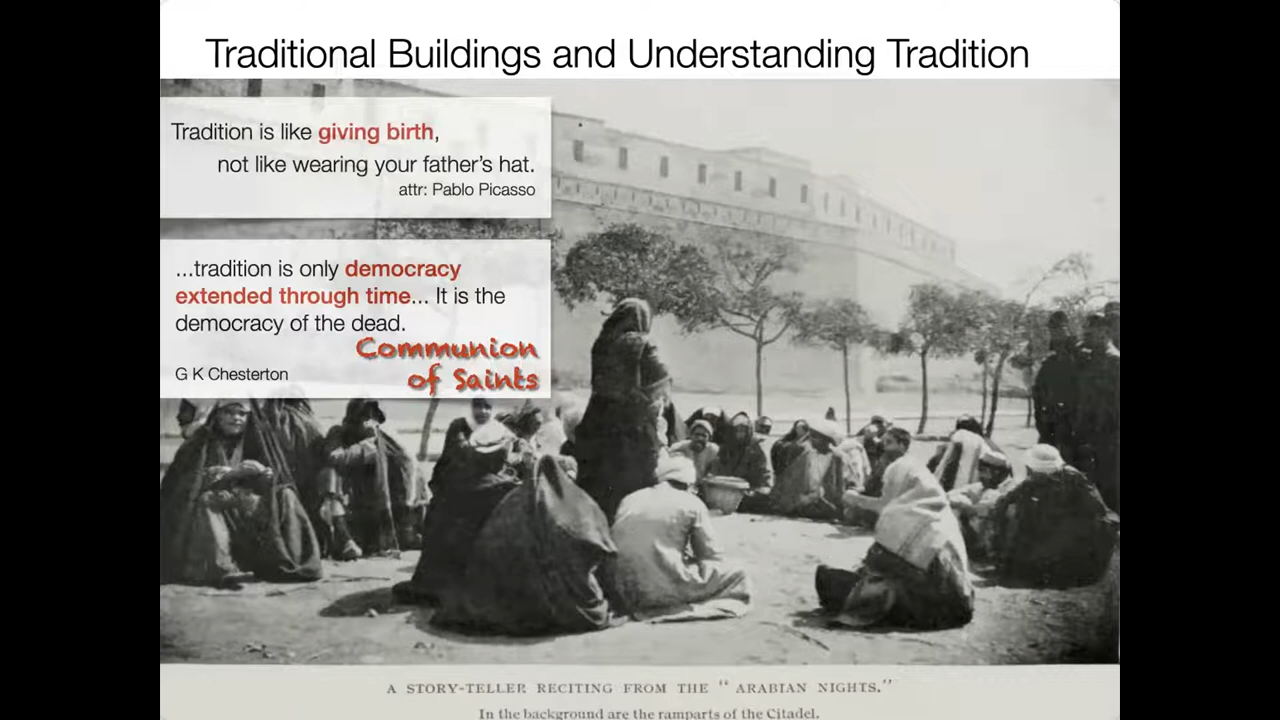 Traditional Buildings and Understanding Tradition
Tradition is like giving birth,
not like wearing your father's hat.
attr: Pablo Picasso
...tradition is only democracy
extended through time... It is the
democracy of the dead.
Communion
of Saints
G K Chesterton
A STORY-TELLER RECITING FROM THE "ARABIAN NIGHTS."
In the background are the ramparts of the Citadel.